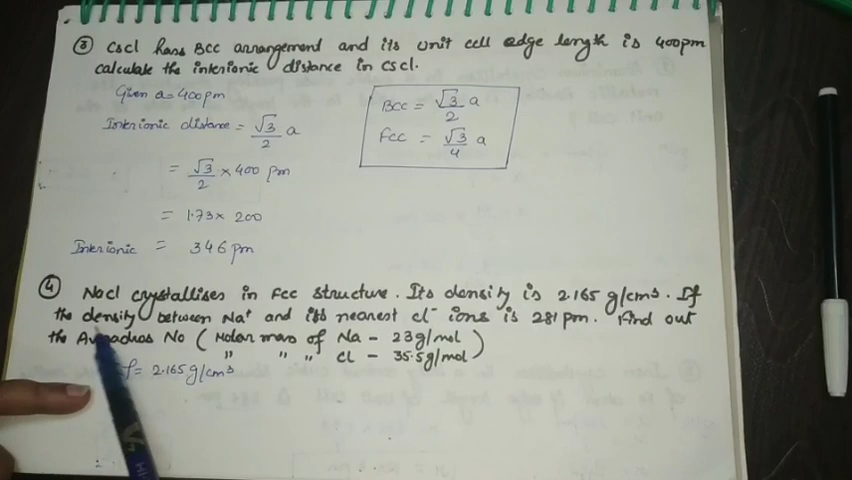 ③ CsCl hans BCC arrangement and its unit cell edge length is 400pm
calculate the interionic distance in CsCl.
Given a = 400pm
Interionic distance = √3/2 a
= √3/2 × 400 pm
= 1.73 × 200
Interionic = 346 pm
BCC = √3/2 a
FCC = √3/4 a
④ Nacl crystallises in Fcc structure. Its density is 2.165 g/cm³. If
the density between Na⁺ and its nearest cl⁻ ions is 281 pm. Find out
the No (Molar mass of Na - 23g/mol
" " " Cl - 35.5g/mol)
f = 2.165 g/cm³